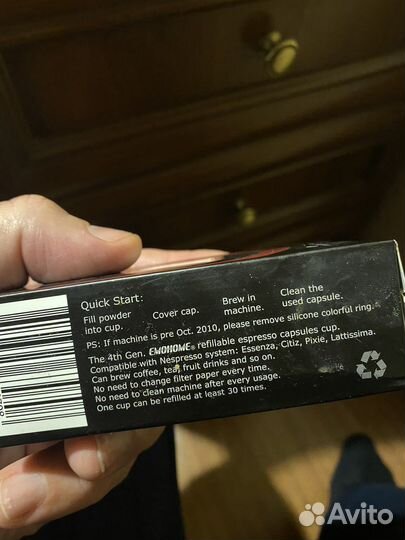 Quick Start:
Fill powder into cup.
Cover cap.
Brew in machine.
Clean the used capsule.
PS: If machine is pre Oct. 2010, please remove silicone colorful ring.
The 4th Gen. EWOHOME® refillable espresso capsules cup.
Compatible with Nespresso system: Essenza, Citiz, Pixie, Lattissima.
Can brew coffee, tea, fruit drinks and so on.
No need to change filter paper every time.
No need to clean machine after every usage.
One cup can be refilled at least 30 times.
Avito